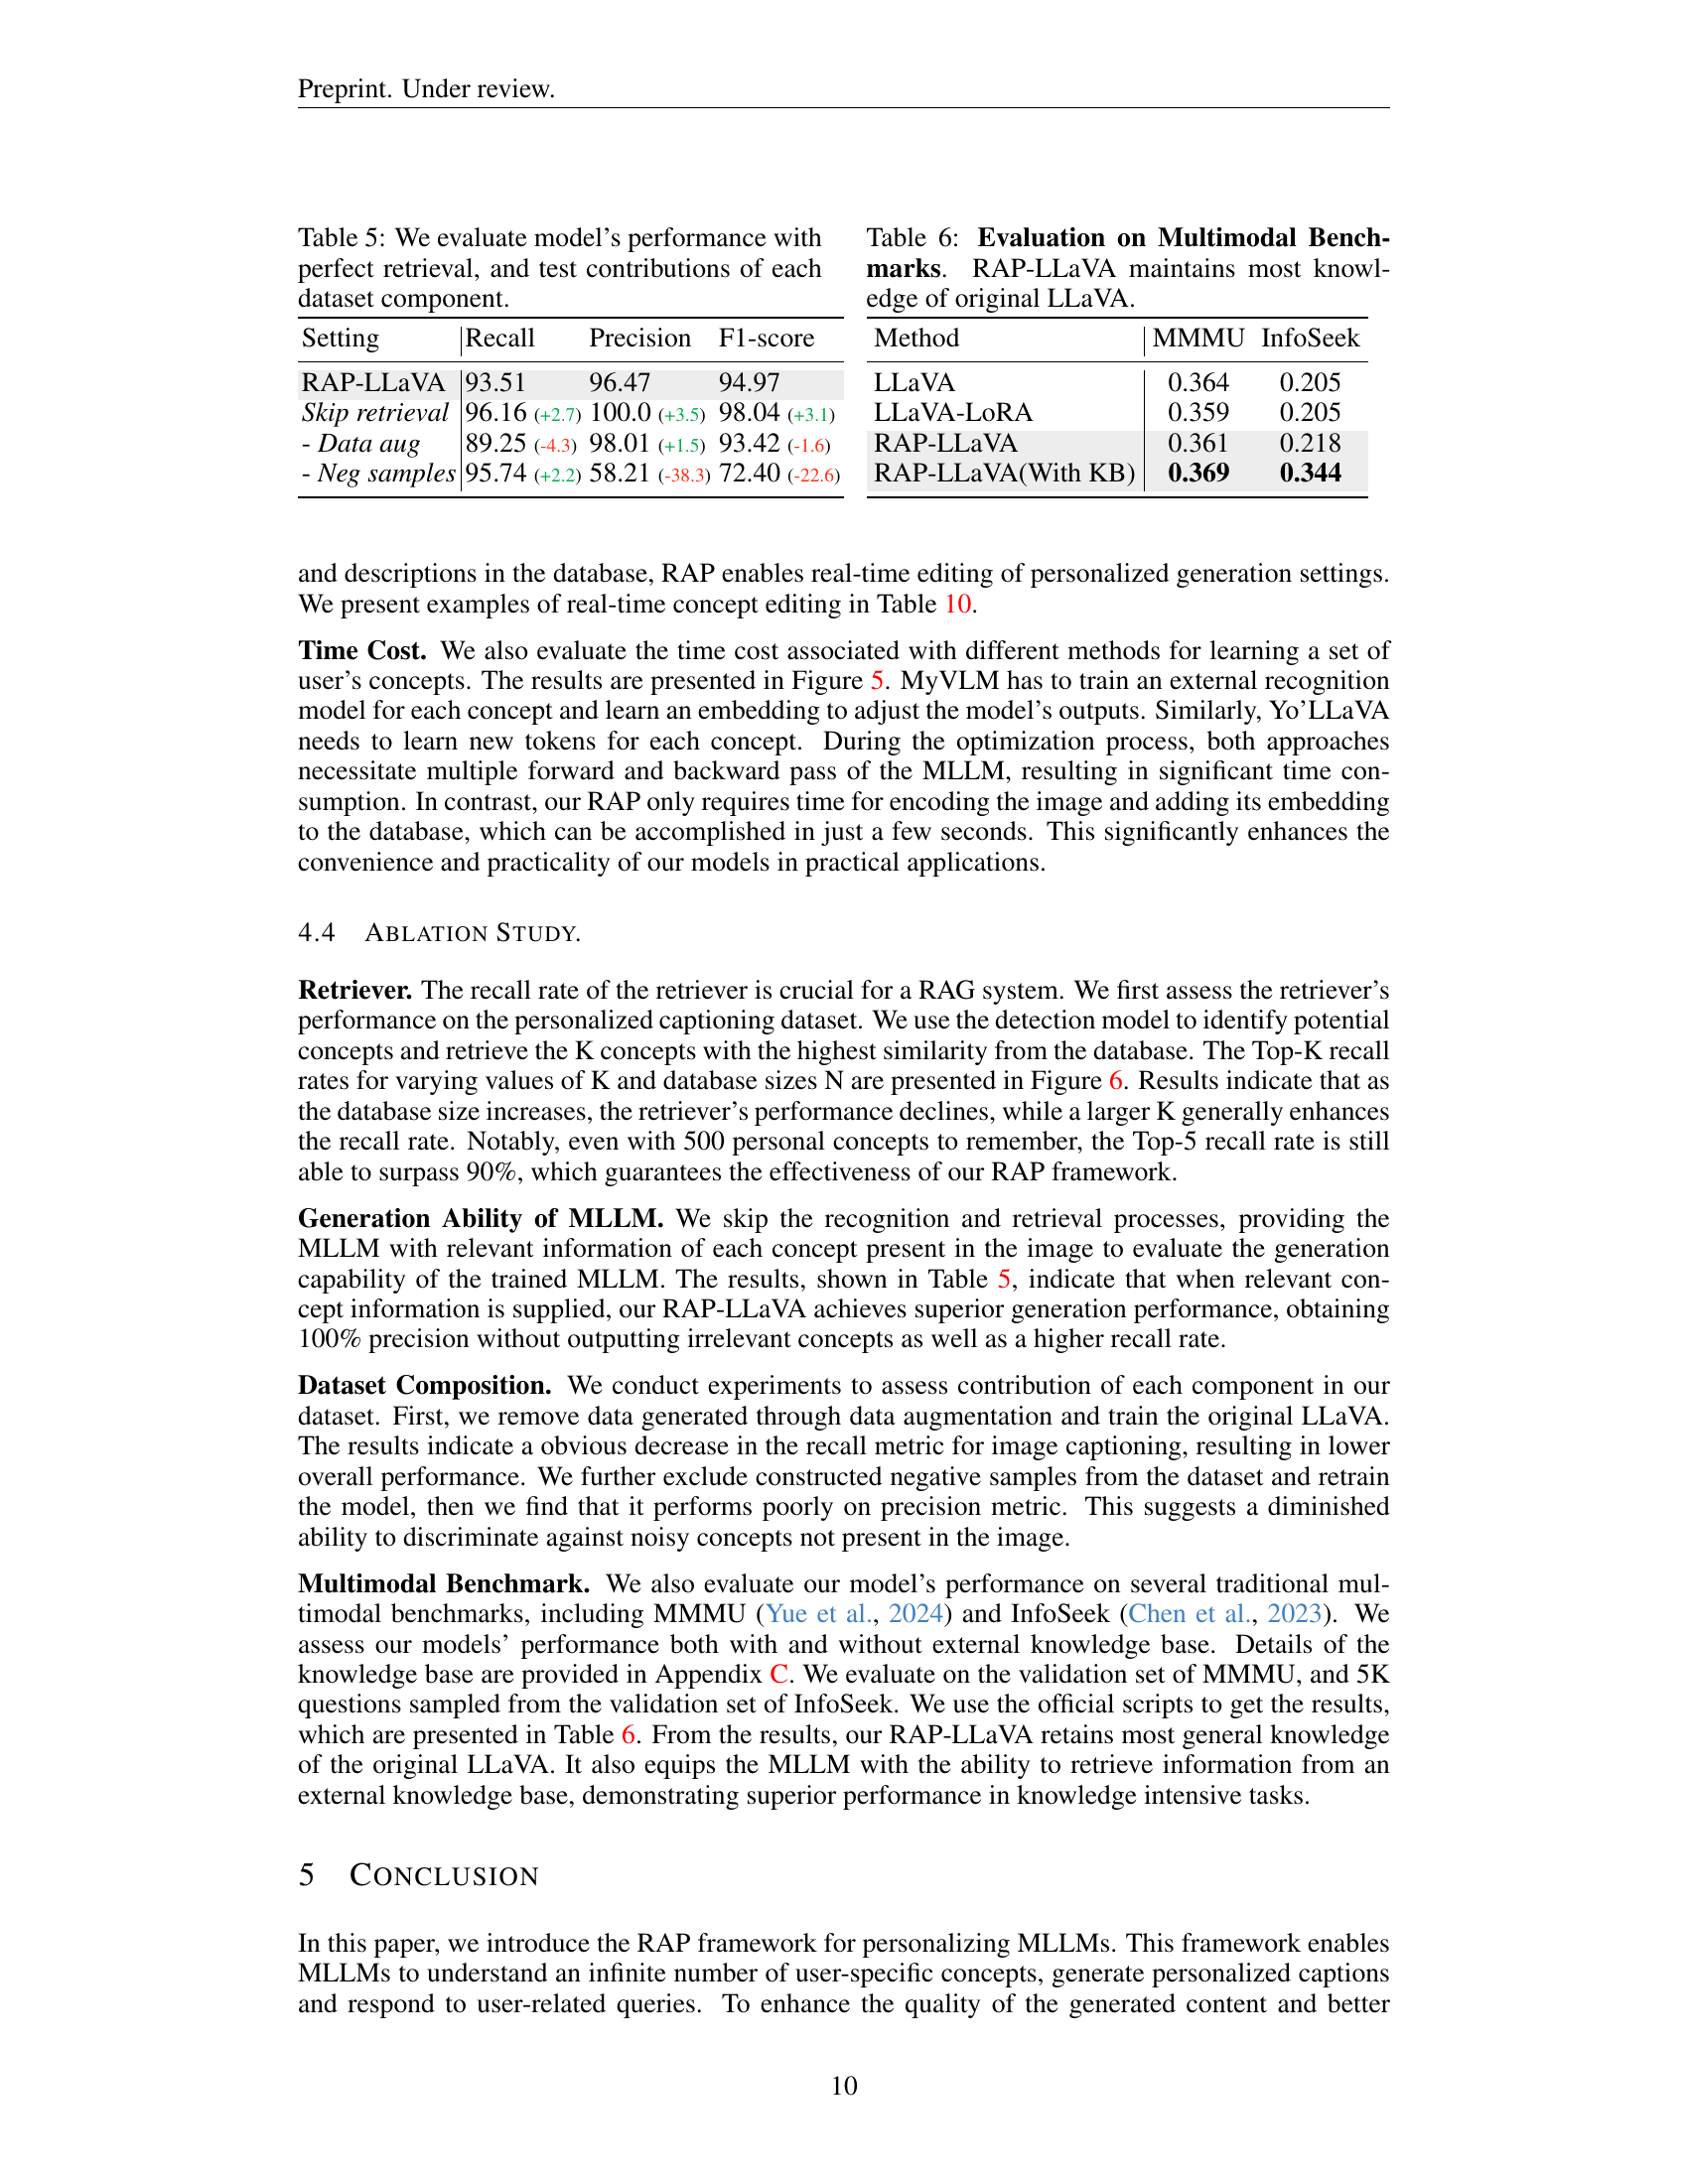 Preprint. Under review.
Table 5: We evaluate model's performance with
perfect retrieval, and test contributions of each
dataset component.
Setting Recall Precision F1-score
RAP-LLaVA 93.51 96.47 94.97
Skip retrieval 96.16 (+2.7) 100.0 (+3.5) 98.04 (+3.1)
- Data aug 89.25 (-4.3) 98.01 (+1.5) 93.42 (-1.6)
- Neg samples 95.74 (+2.2) 58.21 (-38.3) 72.40 (-22.6)
Table 6: Evaluation on Multimodal Bench-
marks. RAP-LLaVA maintains most knowl-
edge of original LLaVA.
Method MMMU InfoSeek
LLaVA 0.364 0.205
LLaVA-LoRA 0.359 0.205
RAP-LLaVA 0.361 0.218
RAP-LLaVA(With KB) 0.369 0.344
and descriptions in the database, RAP enables real-time editing of personalized generation settings.
We present examples of real-time concept editing in Table 10.
Time Cost. We also evaluate the time cost associated with different methods for learning a set of
user's concepts. The results are presented in Figure 5. MyVLM has to train an external recognition
model for each concept and learn an embedding to adjust the model's outputs. Similarly, Yo'LLaVA
needs to learn new tokens for each concept. During the optimization process, both approaches
necessitate multiple forward and backward pass of the MLLM, resulting in significant time con-
sumption. In contrast, our RAP only requires time for encoding the image and adding its embedding
to the database, which can be accomplished in just a few seconds. This significantly enhances the
convenience and practicality of our models in practical applications.
4.4 ABLATION STUDY.
Retriever. The recall rate of the retriever is crucial for a RAG system. We first assess the retriever's
performance on the personalized captioning dataset. We use the detection model to identify potential
concepts and retrieve the K concepts with the highest similarity from the database. The Top-K recall
rates for varying values of K and database sizes N are presented in Figure 6. Results indicate that as
the database size increases, the retriever's performance declines, while a larger K generally enhances
the recall rate. Notably, even with 500 personal concepts to remember, the Top-5 recall rate is still
able to surpass 90%, which guarantees the effectiveness of our RAP framework.
Generation Ability of MLLM. We skip the recognition and retrieval processes, providing the
MLLM with relevant information of each concept present in the image to evaluate the generation
capability of the trained MLLM. The results, shown in Table 5, indicate that when relevant con-
cept information is supplied, our RAP-LLaVA achieves superior generation performance, obtaining
100% precision without outputting irrelevant concepts as well as a higher recall rate.
Dataset Composition. We conduct experiments to assess contribution of each component in our
dataset. First, we remove data generated through data augmentation and train the original LLaVA.
The results indicate a obvious decrease in the recall metric for image captioning, resulting in lower
overall performance. We further exclude constructed negative samples from the dataset and retrain
the model, then we find that it performs poorly on precision metric. This suggests a diminished
ability to discriminate against noisy concepts not present in the image.
Multimodal Benchmark. We also evaluate our model's performance on several traditional mul-
timodal benchmarks, including MMMU (Yue et al., 2024) and InfoSeek (Chen et al., 2023). We
assess our models' performance both with and without external knowledge base. Details of the
knowledge base are provided in Appendix C. We evaluate on the validation set of MMMU, and 5K
questions sampled from the validation set of InfoSeek. We use the official scripts to get the results,
which are presented in Table 6. From the results, our RAP-LLaVA retains most general knowledge
of the original LLaVA. It also equips the MLLM with the ability to retrieve information from an
external knowledge base, demonstrating superior performance in knowledge intensive tasks.
5 CONCLUSION
In this paper, we introduce the RAP framework for personalizing MLLMs. This framework enables
MLLMs to understand an infinite number of user-specific concepts, generate personalized captions
and respond to user-related queries. To enhance the quality of the generated content and better
10